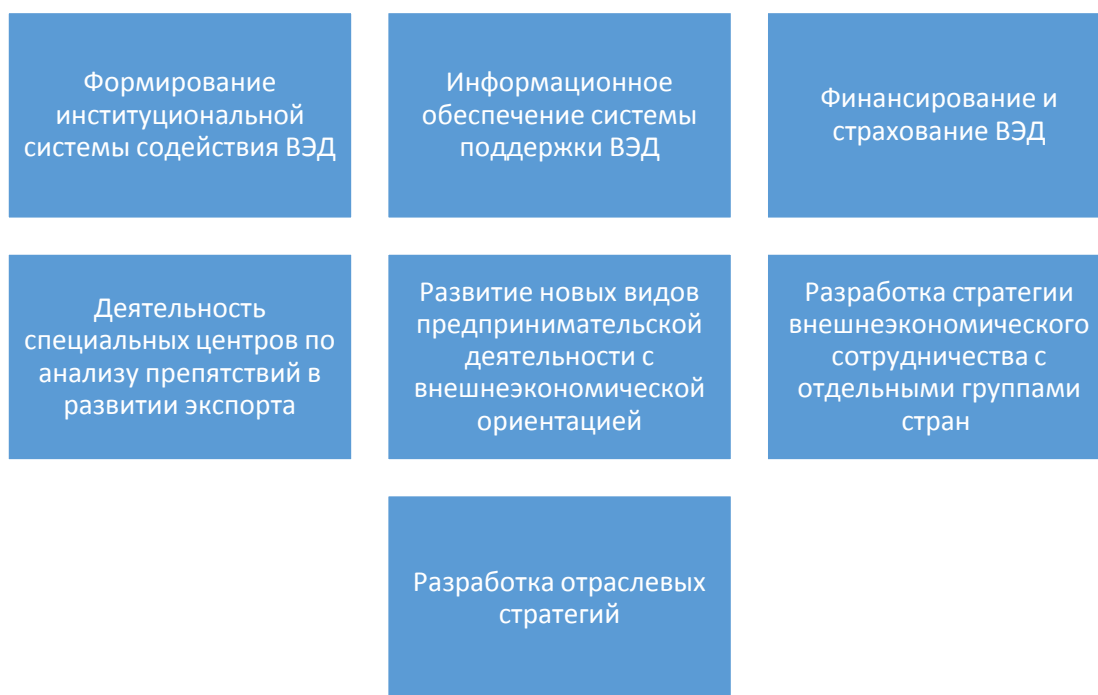 Формирование
институциональной
системы содействия ВЭД
Информационное
обеспечение системы
поддержки ВЭД
Финансирование и
страхование ВЭД
Деятельность
специальных центров по
анализу препятствий в
развитии экспорта
Развитие новых видов
предпринимательской
деятельности с
внешнеэкономической
ориентацией
Разработка стратегии
внешнеэкономического
сотрудничества с
отдельными группами
стран
Разработка отраслевых
стратегий